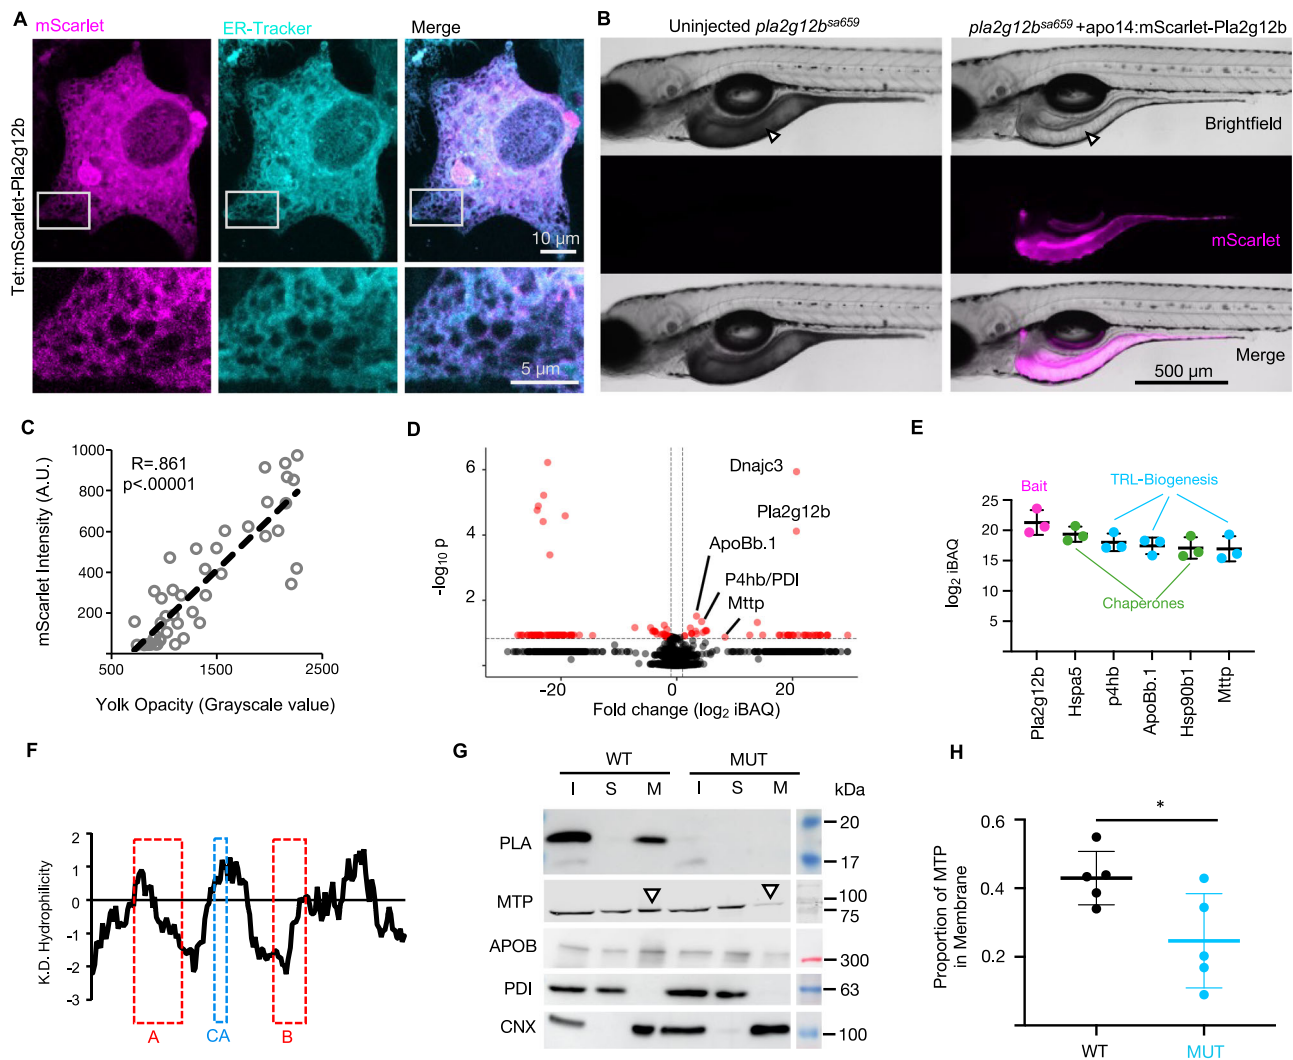 A
mScarlet
ER-Tracker
Merge
Tet:mScarlet-Pla2g12b
10 µm
5 µm
B
Uninjected pla2g12b^sa659
pla2g12b^sa659 +apo14:mScarlet-Pla2g12b
Brightfield
mScarlet
Merge
500 µm
C
R=.861
p<.00001
mScarlet Intensity (A.U.)
1000
800
600
400
200
500
1500
2500
Yolk Opacity (Grayscale value)
D
-log10 p
6
4
2
Dnajc3
Pla2g12b
ApoBb.1
P4hb/PDI
Mttp
-20
0
20
Fold change (log2 iBAQ)
E
Bait
TRL-Biogenesis
Chaperones
log2 iBAQ
25
20
15
10
5
Pla2g12b
Hspa5
p4hb
ApoBb.1
Hsp90b1
Mttp
F
K.D. Hydrophilicity
2
1
0
-1
-2
-3
A
CA
B
G
WT
MUT
I S M I S M
kDa
PLA
20
17
MTP
100
75
APOB
300
PDI
63
CNX
100
H
*
Proportion of MTP
in Membrane
0.6
0.4
0.2
WT
MUT